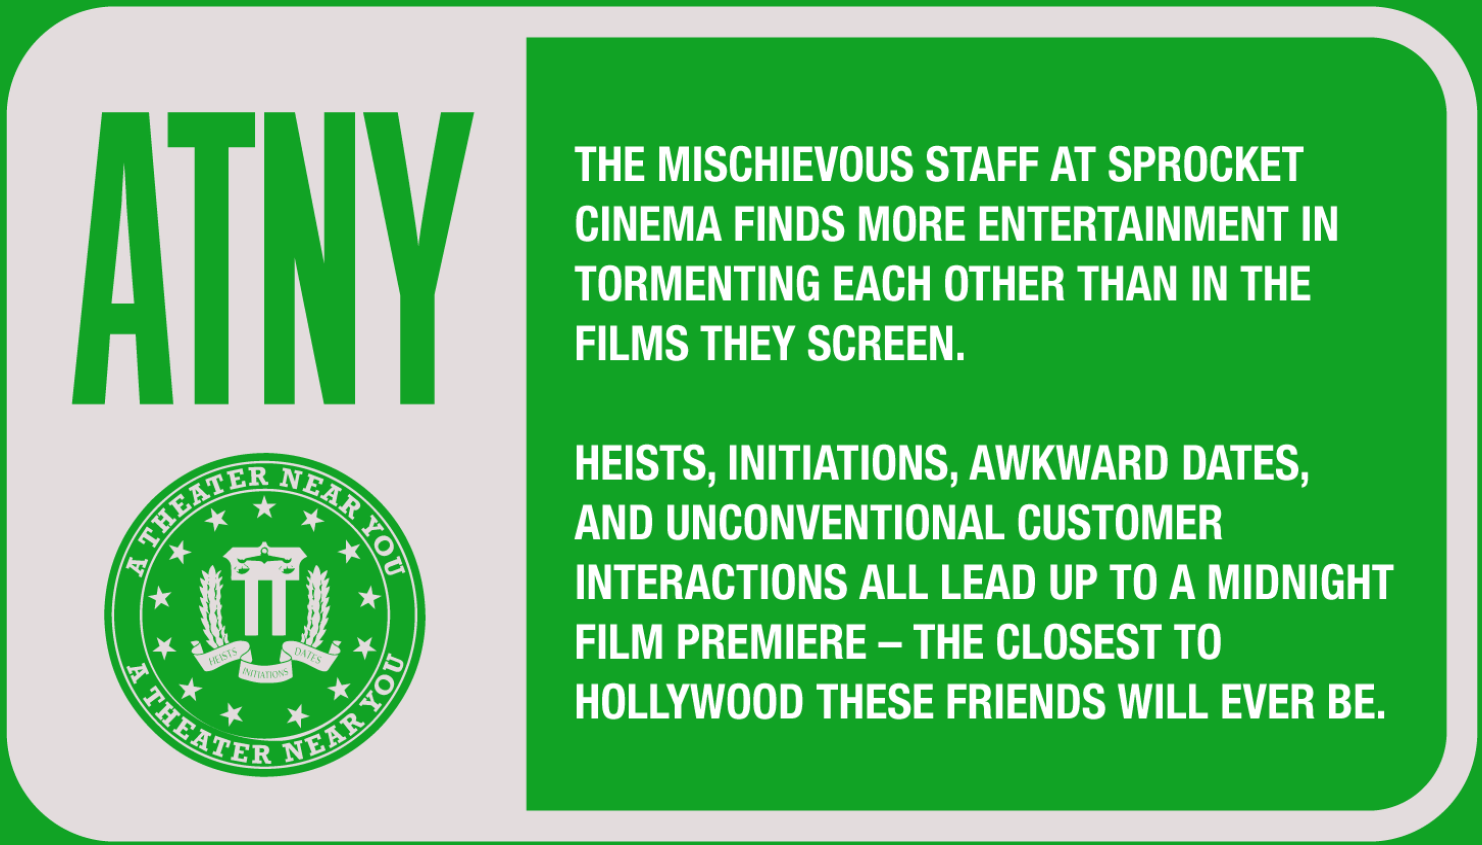 ATNY
A THEATER NEAR YOU
HEISTS
INITIATIONS
DATES
A THEATER NEAR YOU
THE MISCHIEVOUS STAFF AT SPROCKET
CINEMA FINDS MORE ENTERTAINMENT IN
TORMENTING EACH OTHER THAN IN THE
FILMS THEY SCREEN.
HEISTS, INITIATIONS, AWKWARD DATES,
AND UNCONVENTIONAL CUSTOMER
INTERACTIONS ALL LEAD UP TO A MIDNIGHT
FILM PREMIERE – THE CLOSEST TO
HOLLYWOOD THESE FRIENDS WILL EVER BE.